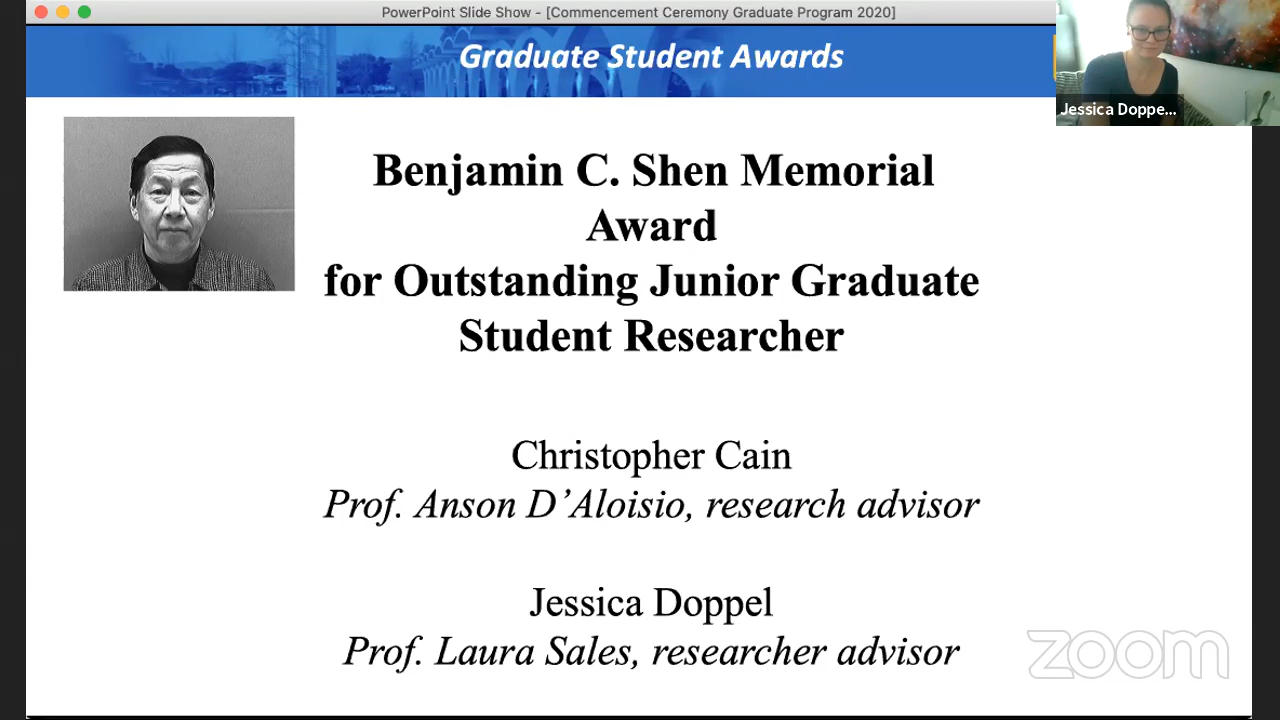 PowerPoint Slide Show - [Commencement Ceremony Graduate Program 2020]
Graduate Student Awards
Jessica Doppe...
Benjamin C. Shen Memorial
Award
for Outstanding Junior Graduate
Student Researcher
Christopher Cain
Prof. Anson D’Aloisio, research advisor
Jessica Doppel
Prof. Laura Sales, researcher advisor
zoom